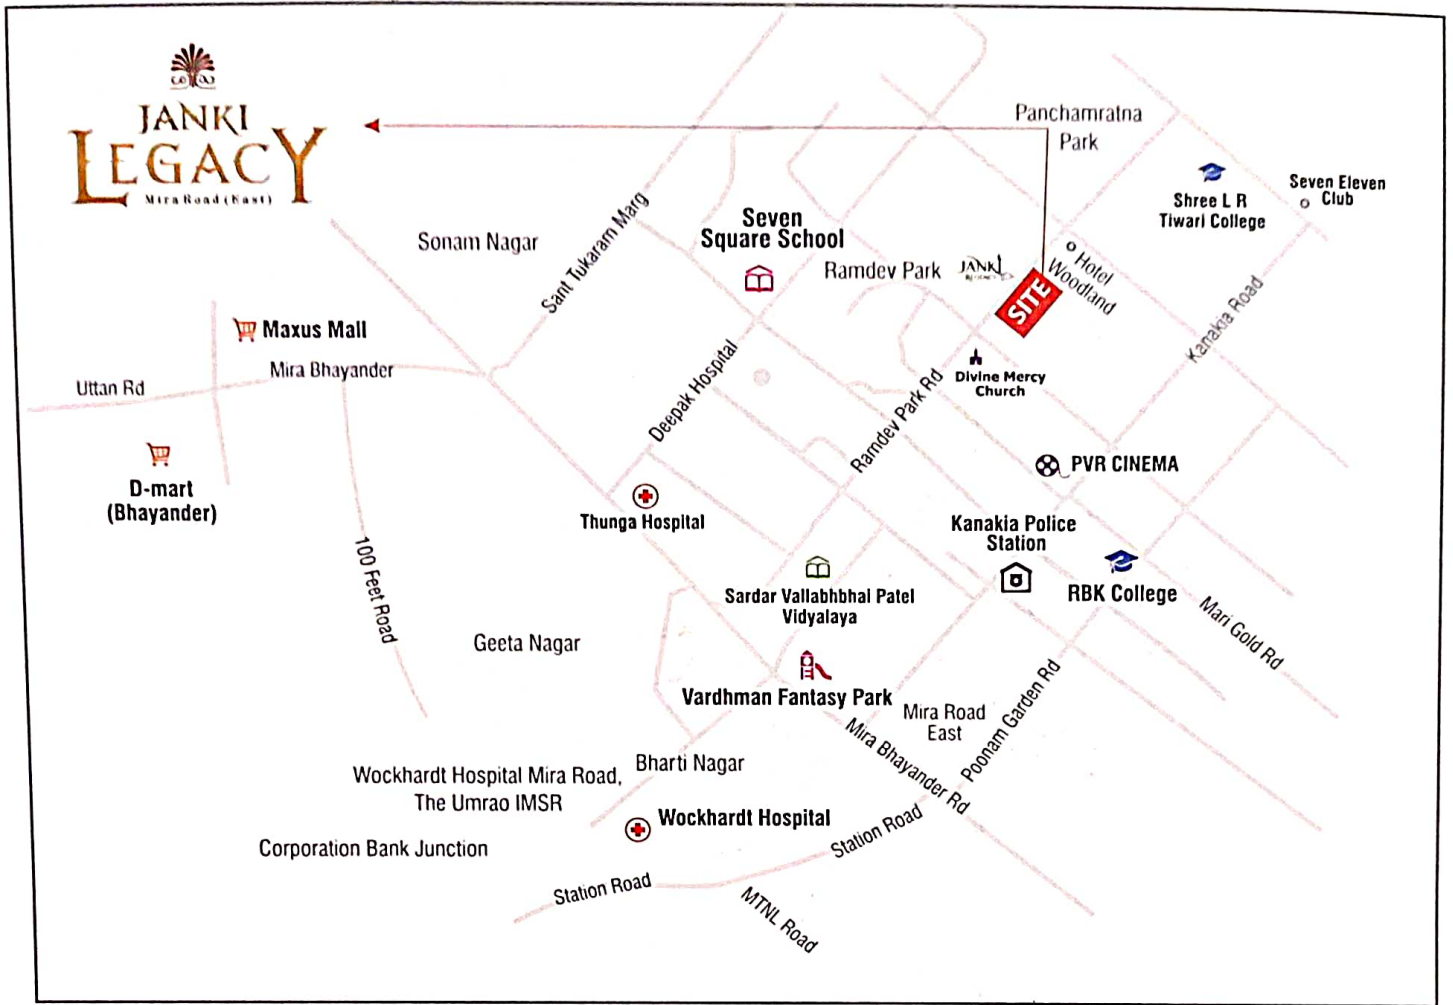 JANKI
LEGACY
Mira Road (East)
Panchamratna
Park
Shree L R
Tiwari College
Seven Eleven
Club
Sonam Nagar
Sant Tukaram Marg
Seven
Square School
Ramdev Park
JANKI
SITE
Hotel
Woodland
Kanakia Road
Maxus Mall
Mira Bhayander
Uttan Rd
Deepak Hospital
Divine Mercy
Church
Ramdev Park Rd
D-mart
(Bhayander)
PVR CINEMA
Thunga Hospital
Kanakia Police
Station
100 Feet Road
RBK College
Sardar Vallabhbhai Patel
Vidyalaya
Mari Gold Rd
Geeta Nagar
Vardhman Fantasy Park
Mira Road
East
Poonam Garden Rd
Mira Bhayander Rd
Bharti Nagar
Wockhardt Hospital Mira Road,
The Umrao IMSR
Wockhardt Hospital
Corporation Bank Junction
Station Road
Station Road
MTNL Road